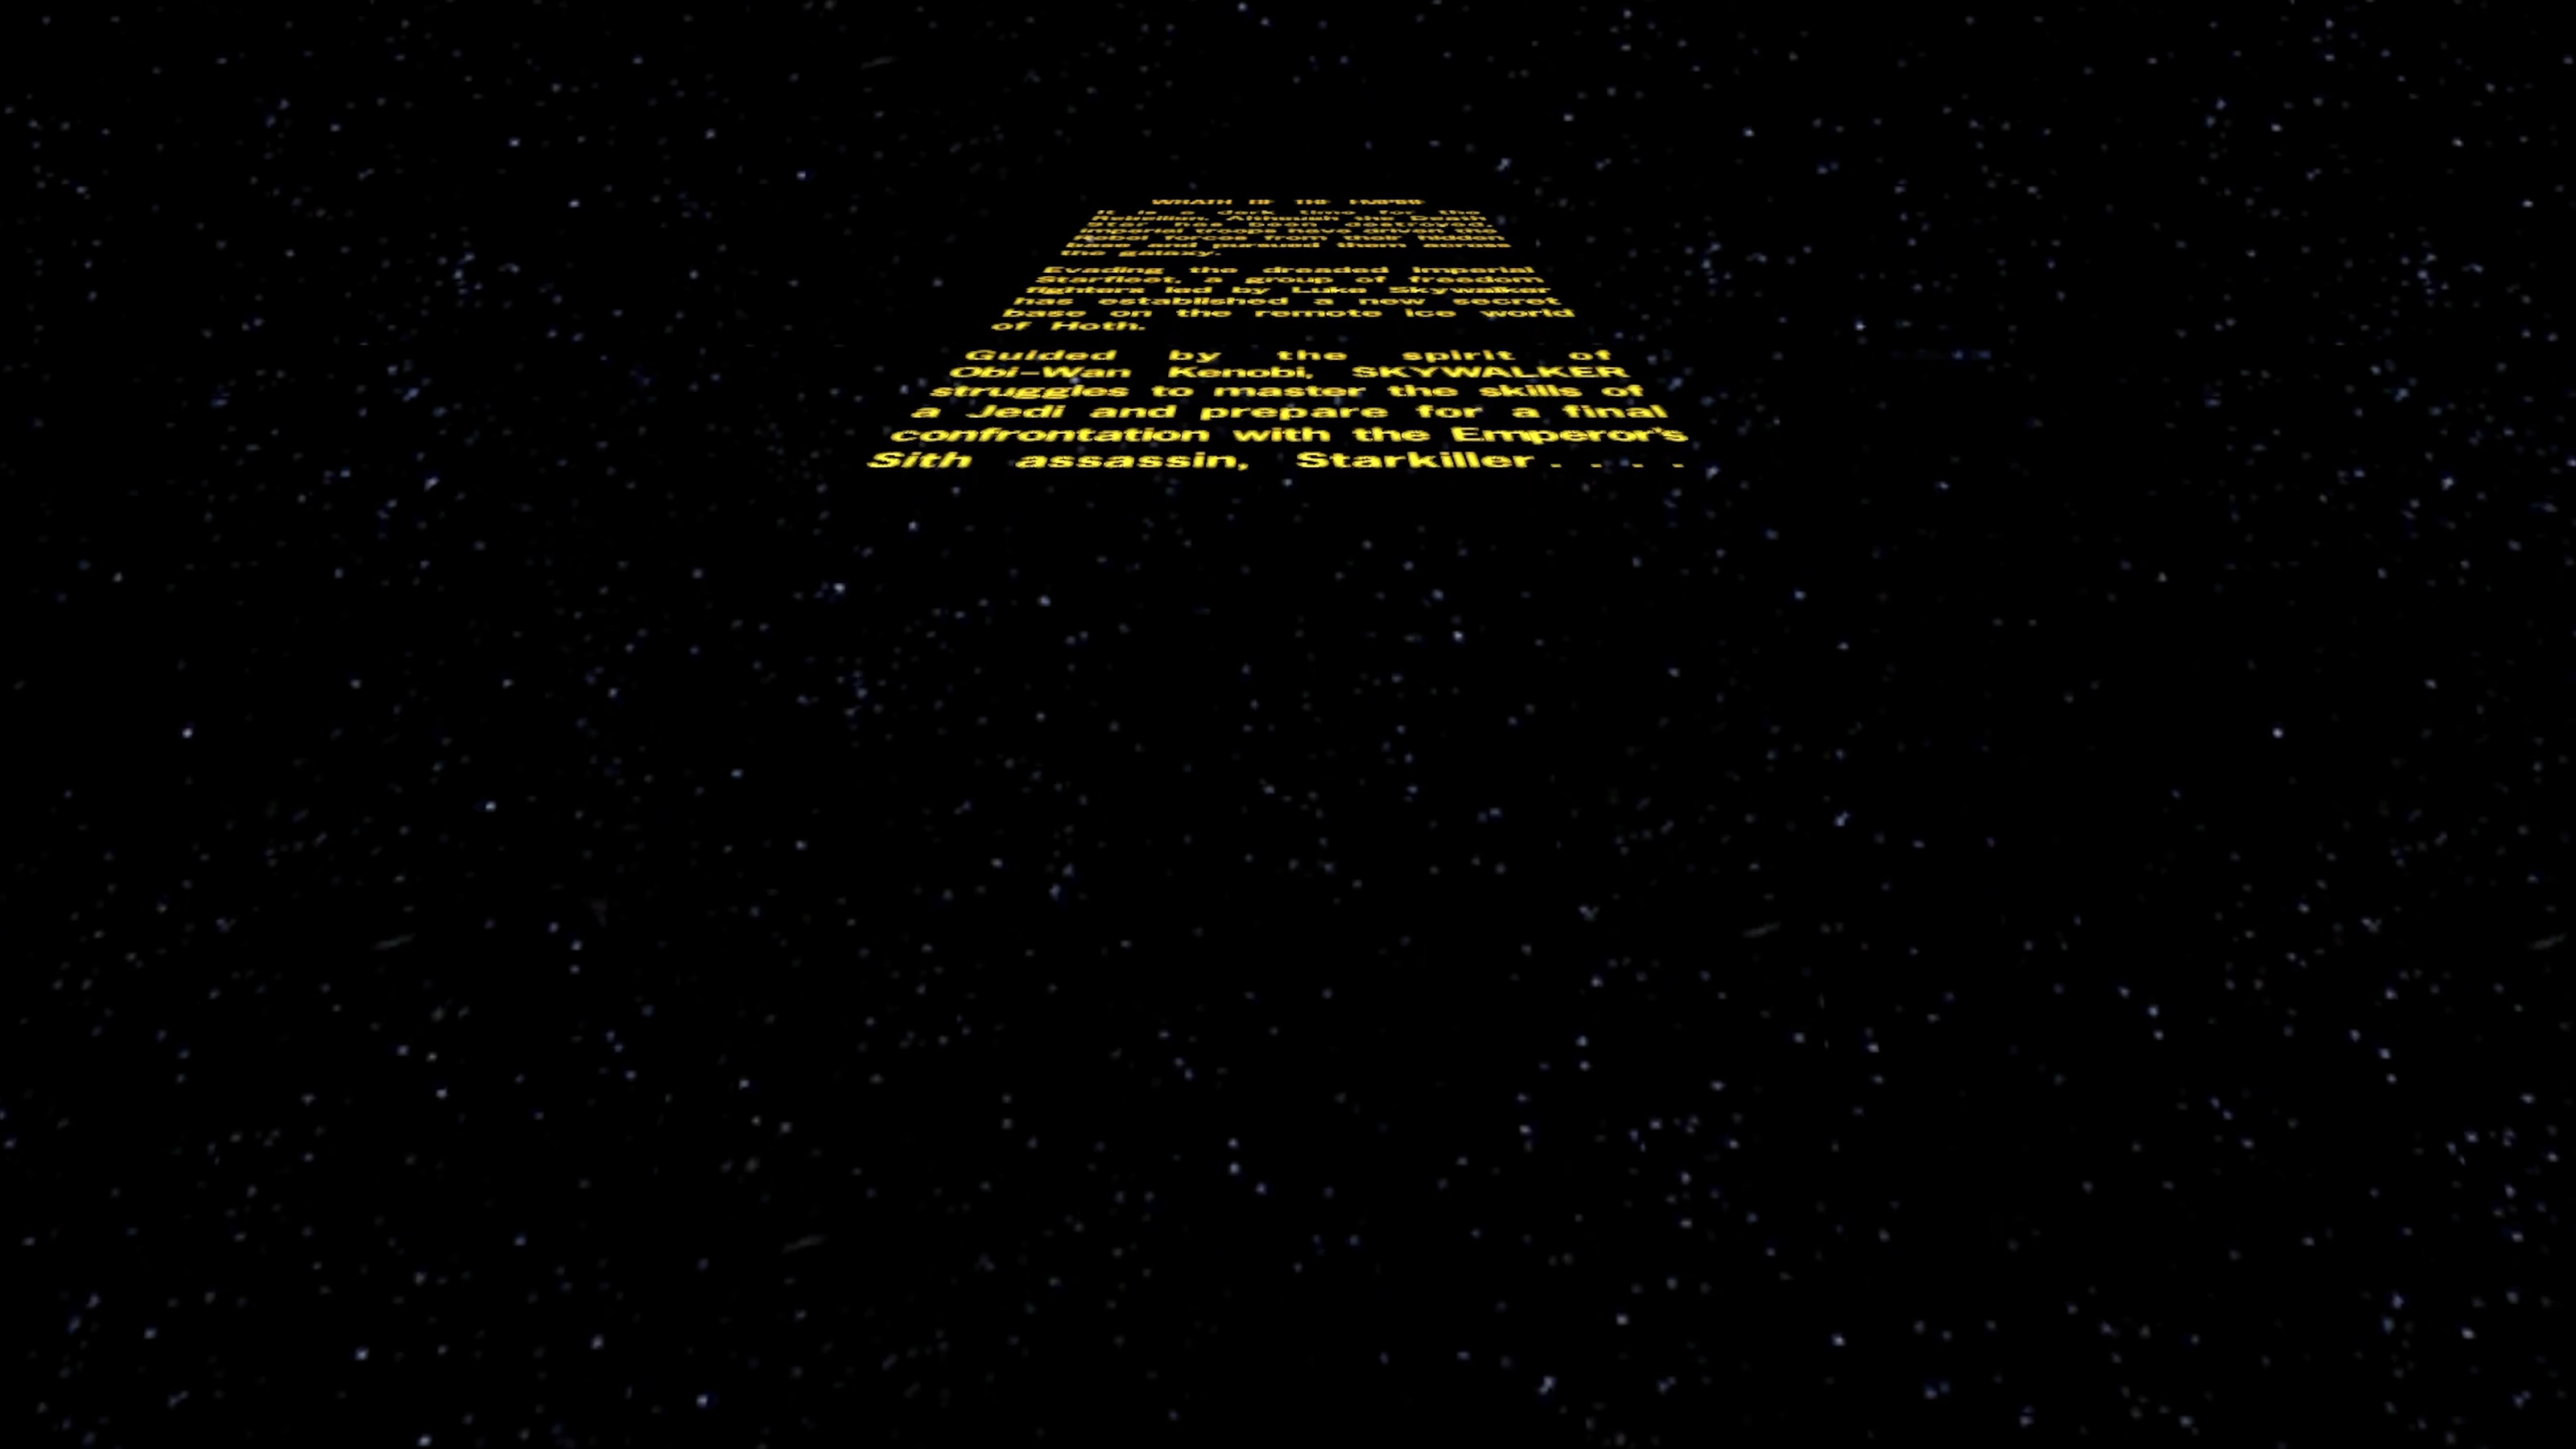 WRATH OF THE EMPIRE
It is a dark time for the
Rebellion. Although the Death
Star has been destroyed,
Imperial troops have driven the
Rebel forces from their hidden
base and pursued them across
the galaxy.
Evading the dreaded Imperial
Starfleet, a group of freedom
fighters led by Luke Skywalker
has established a new secret
base on the remote ice world
of Hoth.
Guided by the spirit of
Obi-Wan Kenobi, SKYWALKER
struggles to master the skills of
a Jedi and prepare for a final
confrontation with the Emperor's
Sith assassin, Starkiller. . . .